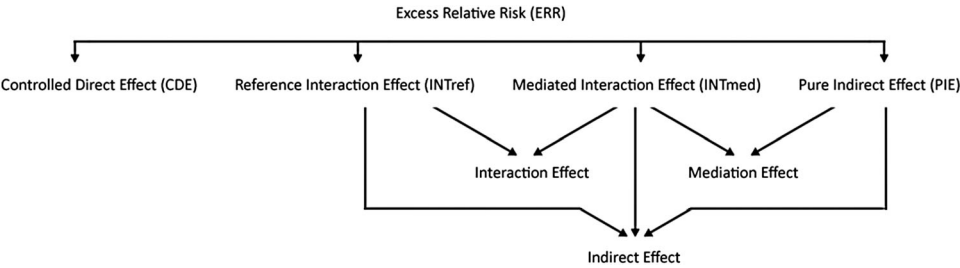 Excess Relative Risk (ERR)
Controlled Direct Effect (CDE)
Reference Interaction Effect (INTref)
Mediated Interaction Effect (INTmed)
Pure Indirect Effect (PIE)
Interaction Effect
Mediation Effect
Indirect Effect